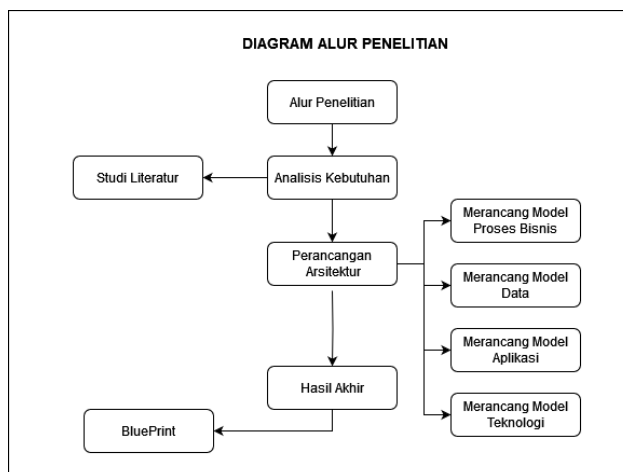 DIAGRAM ALUR PENELITIAN
Alur Penelitian
Studi Literatur
Analisis Kebutuhan
Perancangan
Arsitektur
Merancang Model
Proses Bisnis
Merancang Model
Data
Merancang Model
Aplikasi
Merancang Model
Teknologi
Hasil Akhir
BluePrint